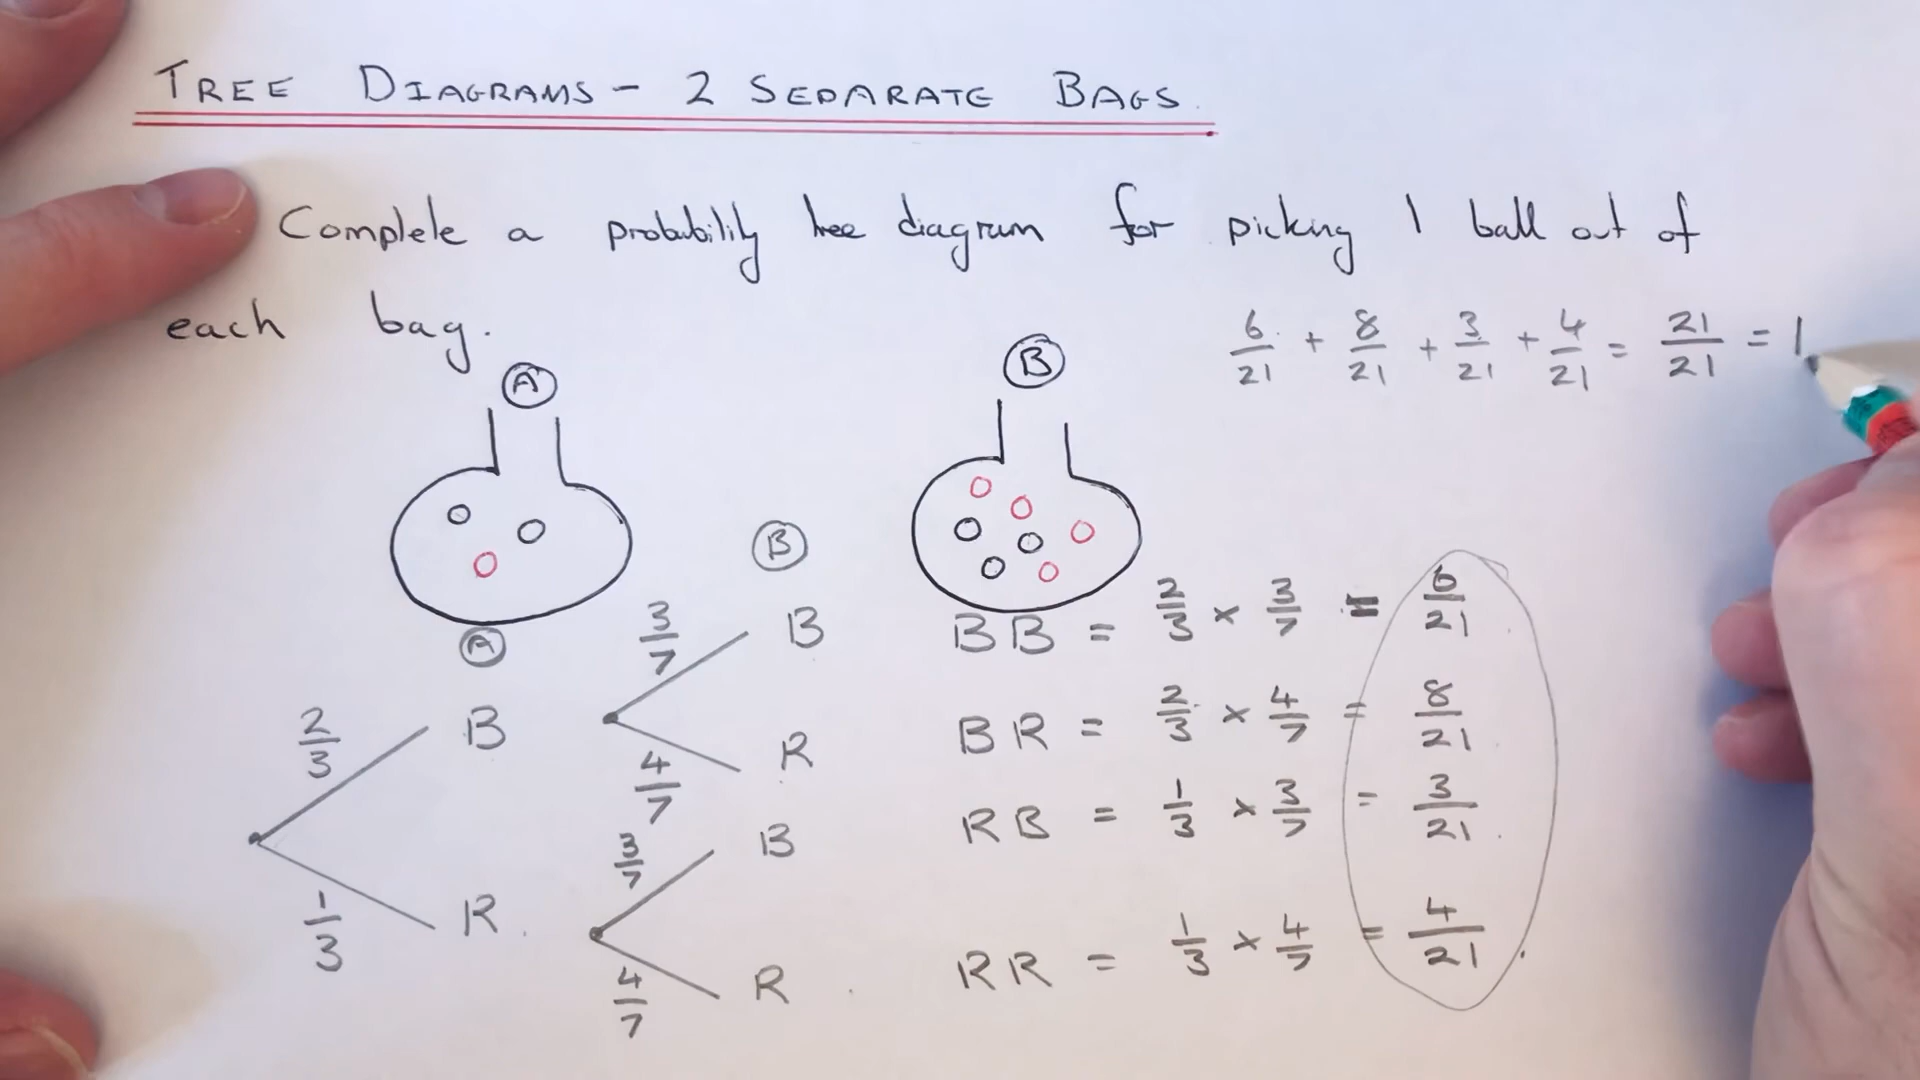 TREE DIAGRAMS - 2 SEPARATE BAGS.
Complete a probability tree diagram for picking 1 ball out of
each bag.
6/21 + 8/21 + 3/21 + 4/21 = 21/21 = 1
A
B
A
B
2/3 B
1/3 R
3/7 B
4/7 R
3/7 B
4/7 R
BB = 2/3 x 3/7 = 6/21
BR = 2/3 x 4/7 = 8/21
RB = 1/3 x 3/7 = 3/21
RR = 1/3 x 4/7 = 4/21